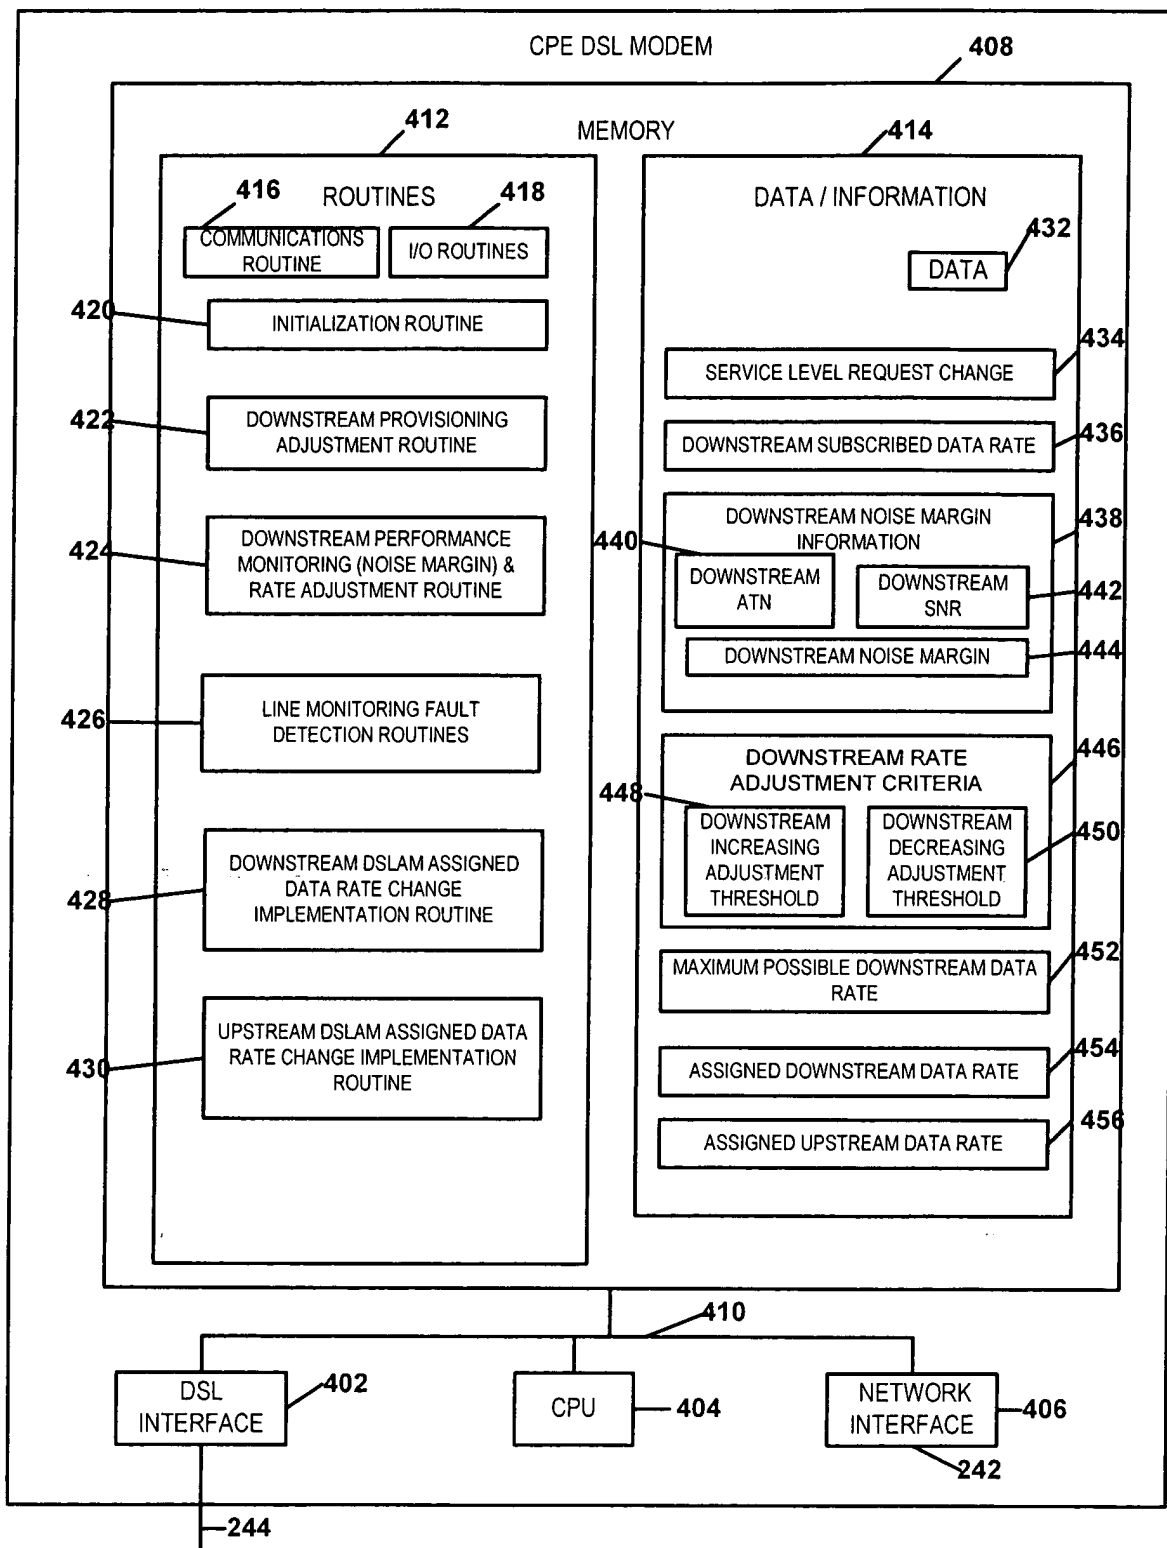 CPE DSL MODEM
408
MEMORY
412
ROUTINES
416
COMMUNICATIONS
ROUTINE
418
I/O ROUTINES
420
INITIALIZATION ROUTINE
422
DOWNSTREAM PROVISIONING
ADJUSTMENT ROUTINE
424
DOWNSTREAM PERFORMANCE
MONITORING (NOISE MARGIN) &
RATE ADJUSTMENT ROUTINE
426
LINE MONITORING FAULT
DETECTION ROUTINES
428
DOWNSTREAM DSLAM ASSIGNED
DATA RATE CHANGE
IMPLEMENTATION ROUTINE
430
UPSTREAM DSLAM ASSIGNED DATA
RATE CHANGE IMPLEMENTATION
ROUTINE
414
DATA / INFORMATION
432
DATA
434
SERVICE LEVEL REQUEST CHANGE
DOWNSTREAM SUBSCRIBED DATA RATE
436
DOWNSTREAM NOISE MARGIN
INFORMATION
438
440
DOWNSTREAM
ATN
DOWNSTREAM
SNR
442
DOWNSTREAM NOISE MARGIN
444
DOWNSTREAM RATE
ADJUSTMENT CRITERIA
446
448
DOWNSTREAM
INCREASING
ADJUSTMENT
THRESHOLD
DOWNSTREAM
DECREASING
ADJUSTMENT
THRESHOLD
450
MAXIMUM POSSIBLE DOWNSTREAM DATA
RATE
452
ASSIGNED DOWNSTREAM DATA RATE
454
ASSIGNED UPSTREAM DATA RATE
456
410
DSL
INTERFACE
402
CPU
404
NETWORK
INTERFACE
406
242
244